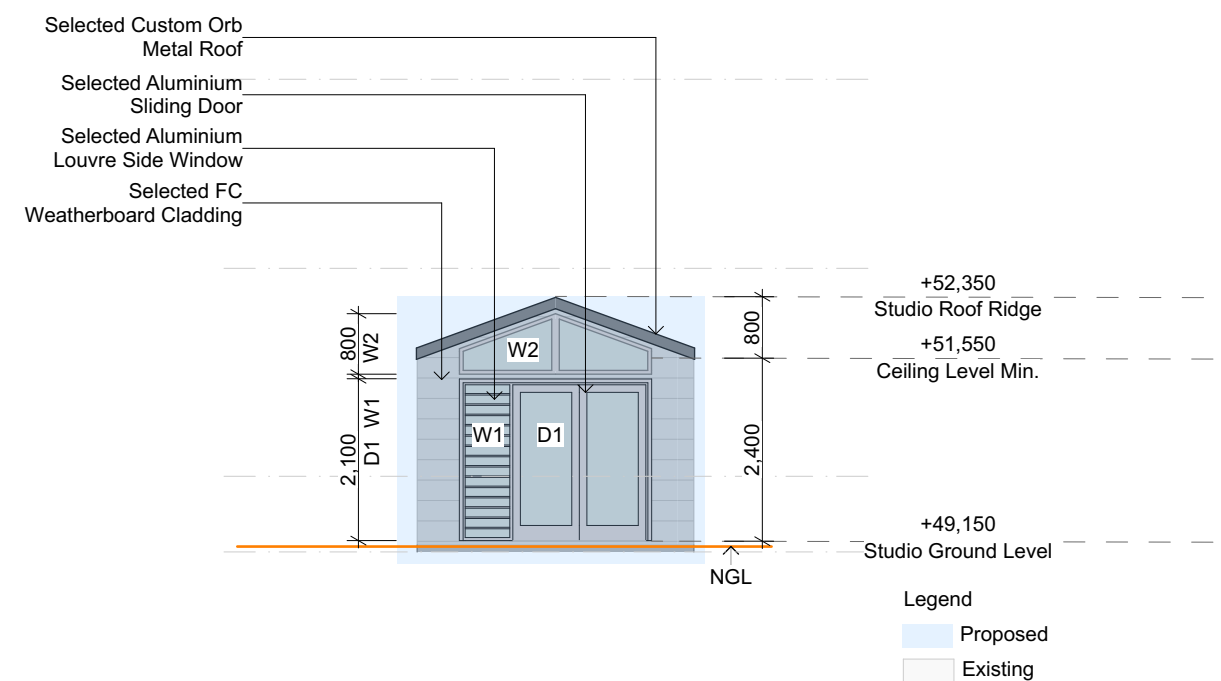 Selected Custom Orb
Metal Roof
Selected Aluminium
Sliding Door
Selected Aluminium
Louvre Side Window
Selected FC
Weatherboard Cladding
800
W2
2,100
D1 W1
W2
W1
D1
800
2,400
+52,350
Studio Roof Ridge
+51,550
Ceiling Level Min.
+49,150
Studio Ground Level
NGL
Legend
Proposed
Existing